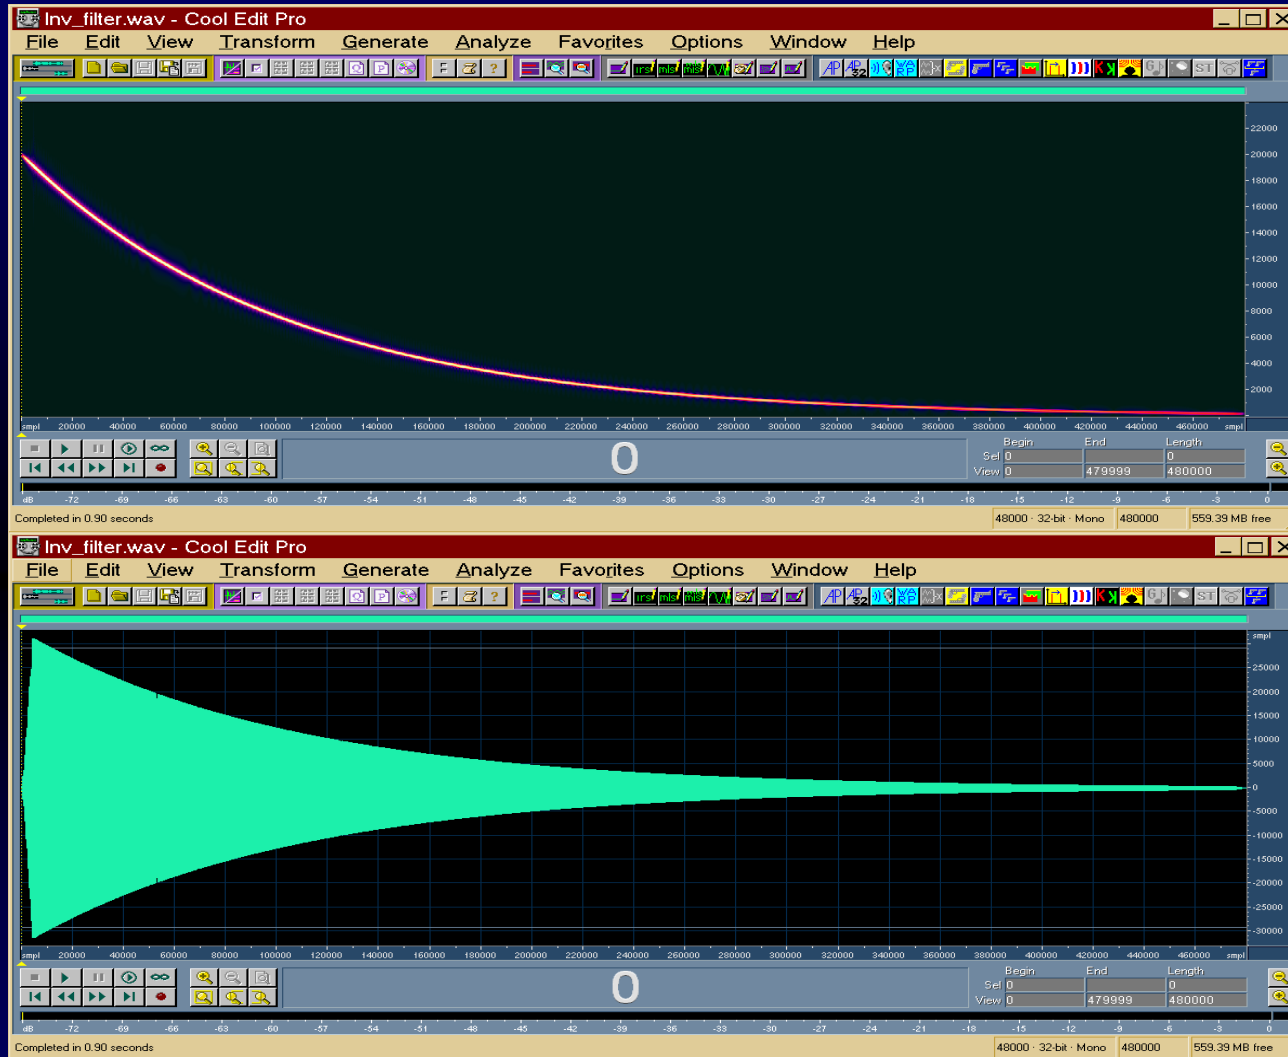 Inv_filter.wav - Cool Edit Pro
File Edit View Transform Generate Analyze Favorites Options Window Help
22000
20000
18000
16000
14000
12000
10000
8000
6000
4000
2000
smpl 20000 40000 60000 80000 100000 120000 140000 160000 180000 200000 220000 240000 260000 280000 300000 320000 340000 360000 380000 400000 420000 440000 460000 smpl
0
Begin End Length
Sel 0 0
View 0 479999 480000
dB -72 -69 -66 -63 -60 -57 -54 -51 -48 -45 -42 -39 -36 -33 -30 -27 -24 -21 -18 -15 -12 -9 -6 -3 0
Completed in 0.90 seconds 48000 · 32-bit · Mono 480000 559.39 MB free
Inv_filter.wav - Cool Edit Pro
File Edit View Transform Generate Analyze Favorites Options Window Help
smpl
25000
20000
15000
10000
5000
0
-5000
-10000
-15000
-20000
-25000
-30000
smpl 20000 40000 60000 80000 100000 120000 140000 160000 180000 200000 220000 240000 260000 280000 300000 320000 340000 360000 380000 400000 420000 440000 460000 smpl
0
Begin End Length
Sel 0 0
View 0 479999 480000
dB -72 -69 -66 -63 -60 -57 -54 -51 -48 -45 -42 -39 -36 -33 -30 -27 -24 -21 -18 -15 -12 -9 -6 -3 0
Completed in 0.90 seconds 48000 · 32-bit · Mono 480000 559.39 MB free